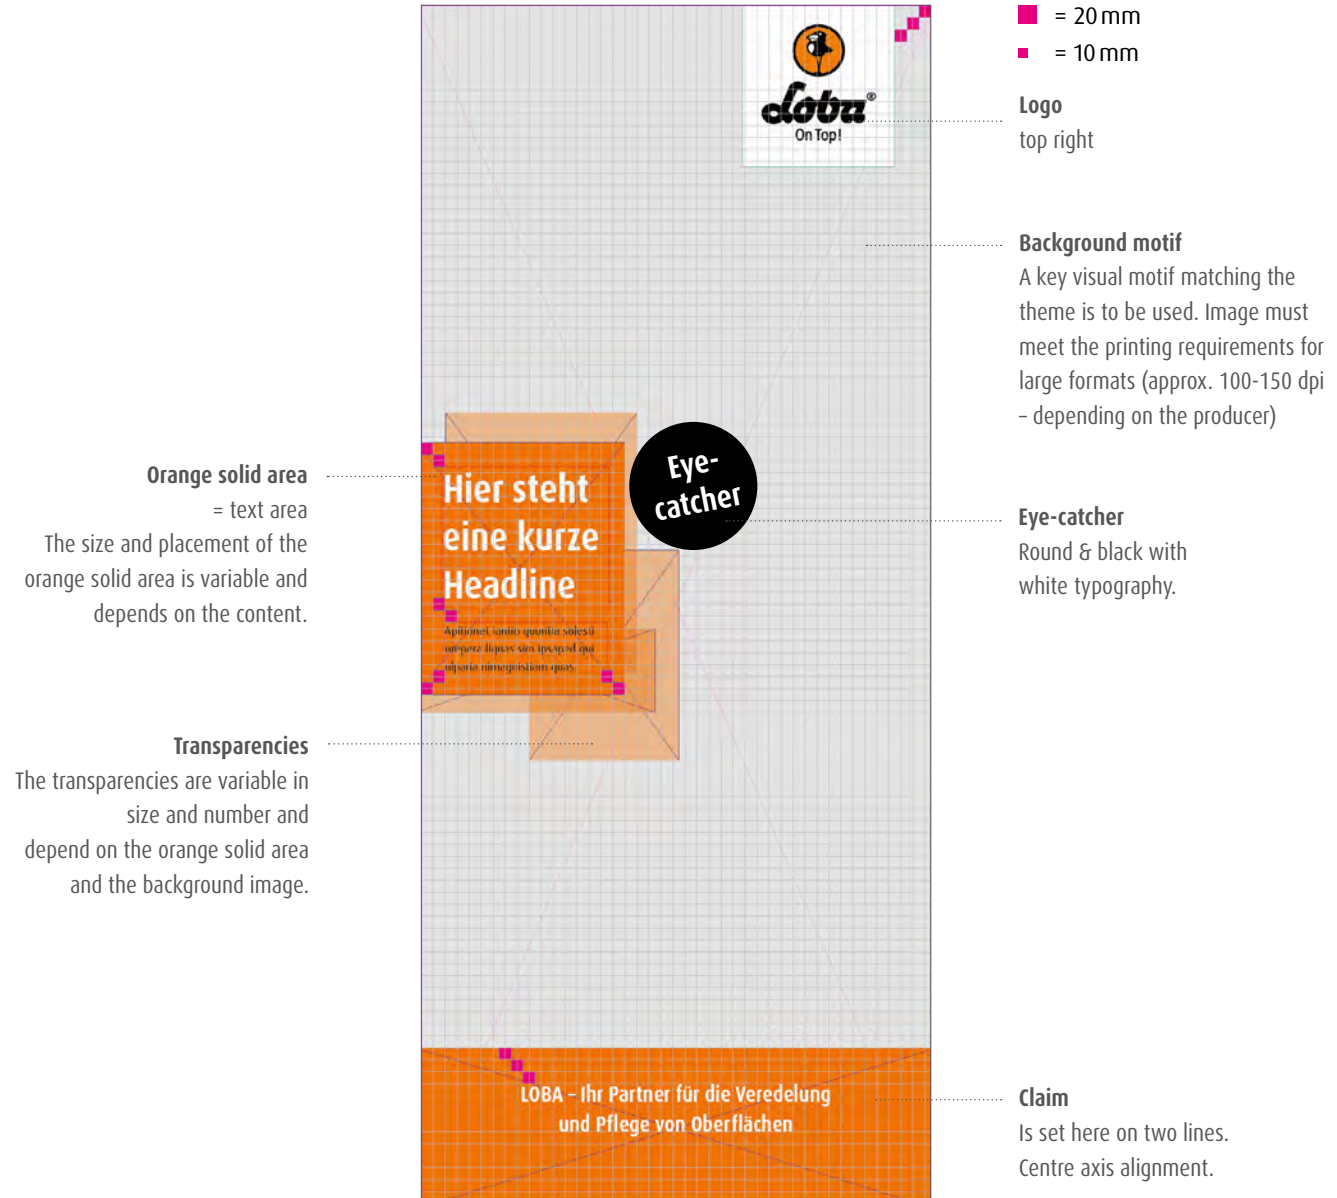 = 20 mm
= 10 mm
Loba®
On Top!
Logo
top right
Background motif
A key visual motif matching the
theme is to be used. Image must
meet the printing requirements for
large formats (approx. 100-150 dpi
– depending on the producer)
Orange solid area
= text area
The size and placement of the
orange solid area is variable and
depends on the content.
Hier steht
eine kurze
Headline
Eye-
catcher
Eye-catcher
Round & black with
white typography.
Transparencies
The transparencies are variable in
size and number and
depend on the orange solid area
and the background image.
LOBA – Ihr Partner für die Veredelung
und Pflege von Oberflächen
Claim
Is set here on two lines.
Centre axis alignment.